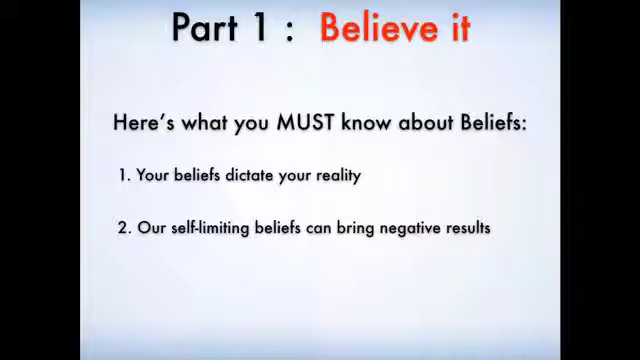 Part 1 : Believe it
Here's what you MUST know about Beliefs:
1. Your beliefs dictate your reality
2. Our self-limiting beliefs can bring negative results